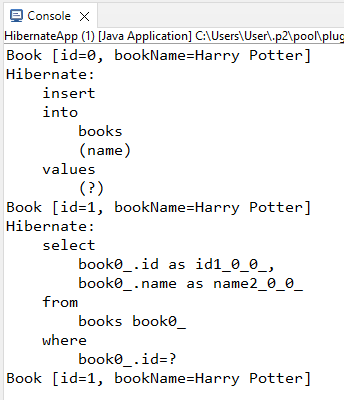 Console
HibernateApp (1) [Java Application] C:\Users\User\.p2\pool\plug
Book [id=0, bookName=Harry Potter]
Hibernate:
    insert
    into
        books
        (name)
    values
        (?)
Book [id=1, bookName=Harry Potter]
Hibernate:
    select
        book0_.id as id1_0_0_,
        book0_.name as name2_0_0_
    from
        books book0_
    where
        book0_.id=?
Book [id=1, bookName=Harry Potter]